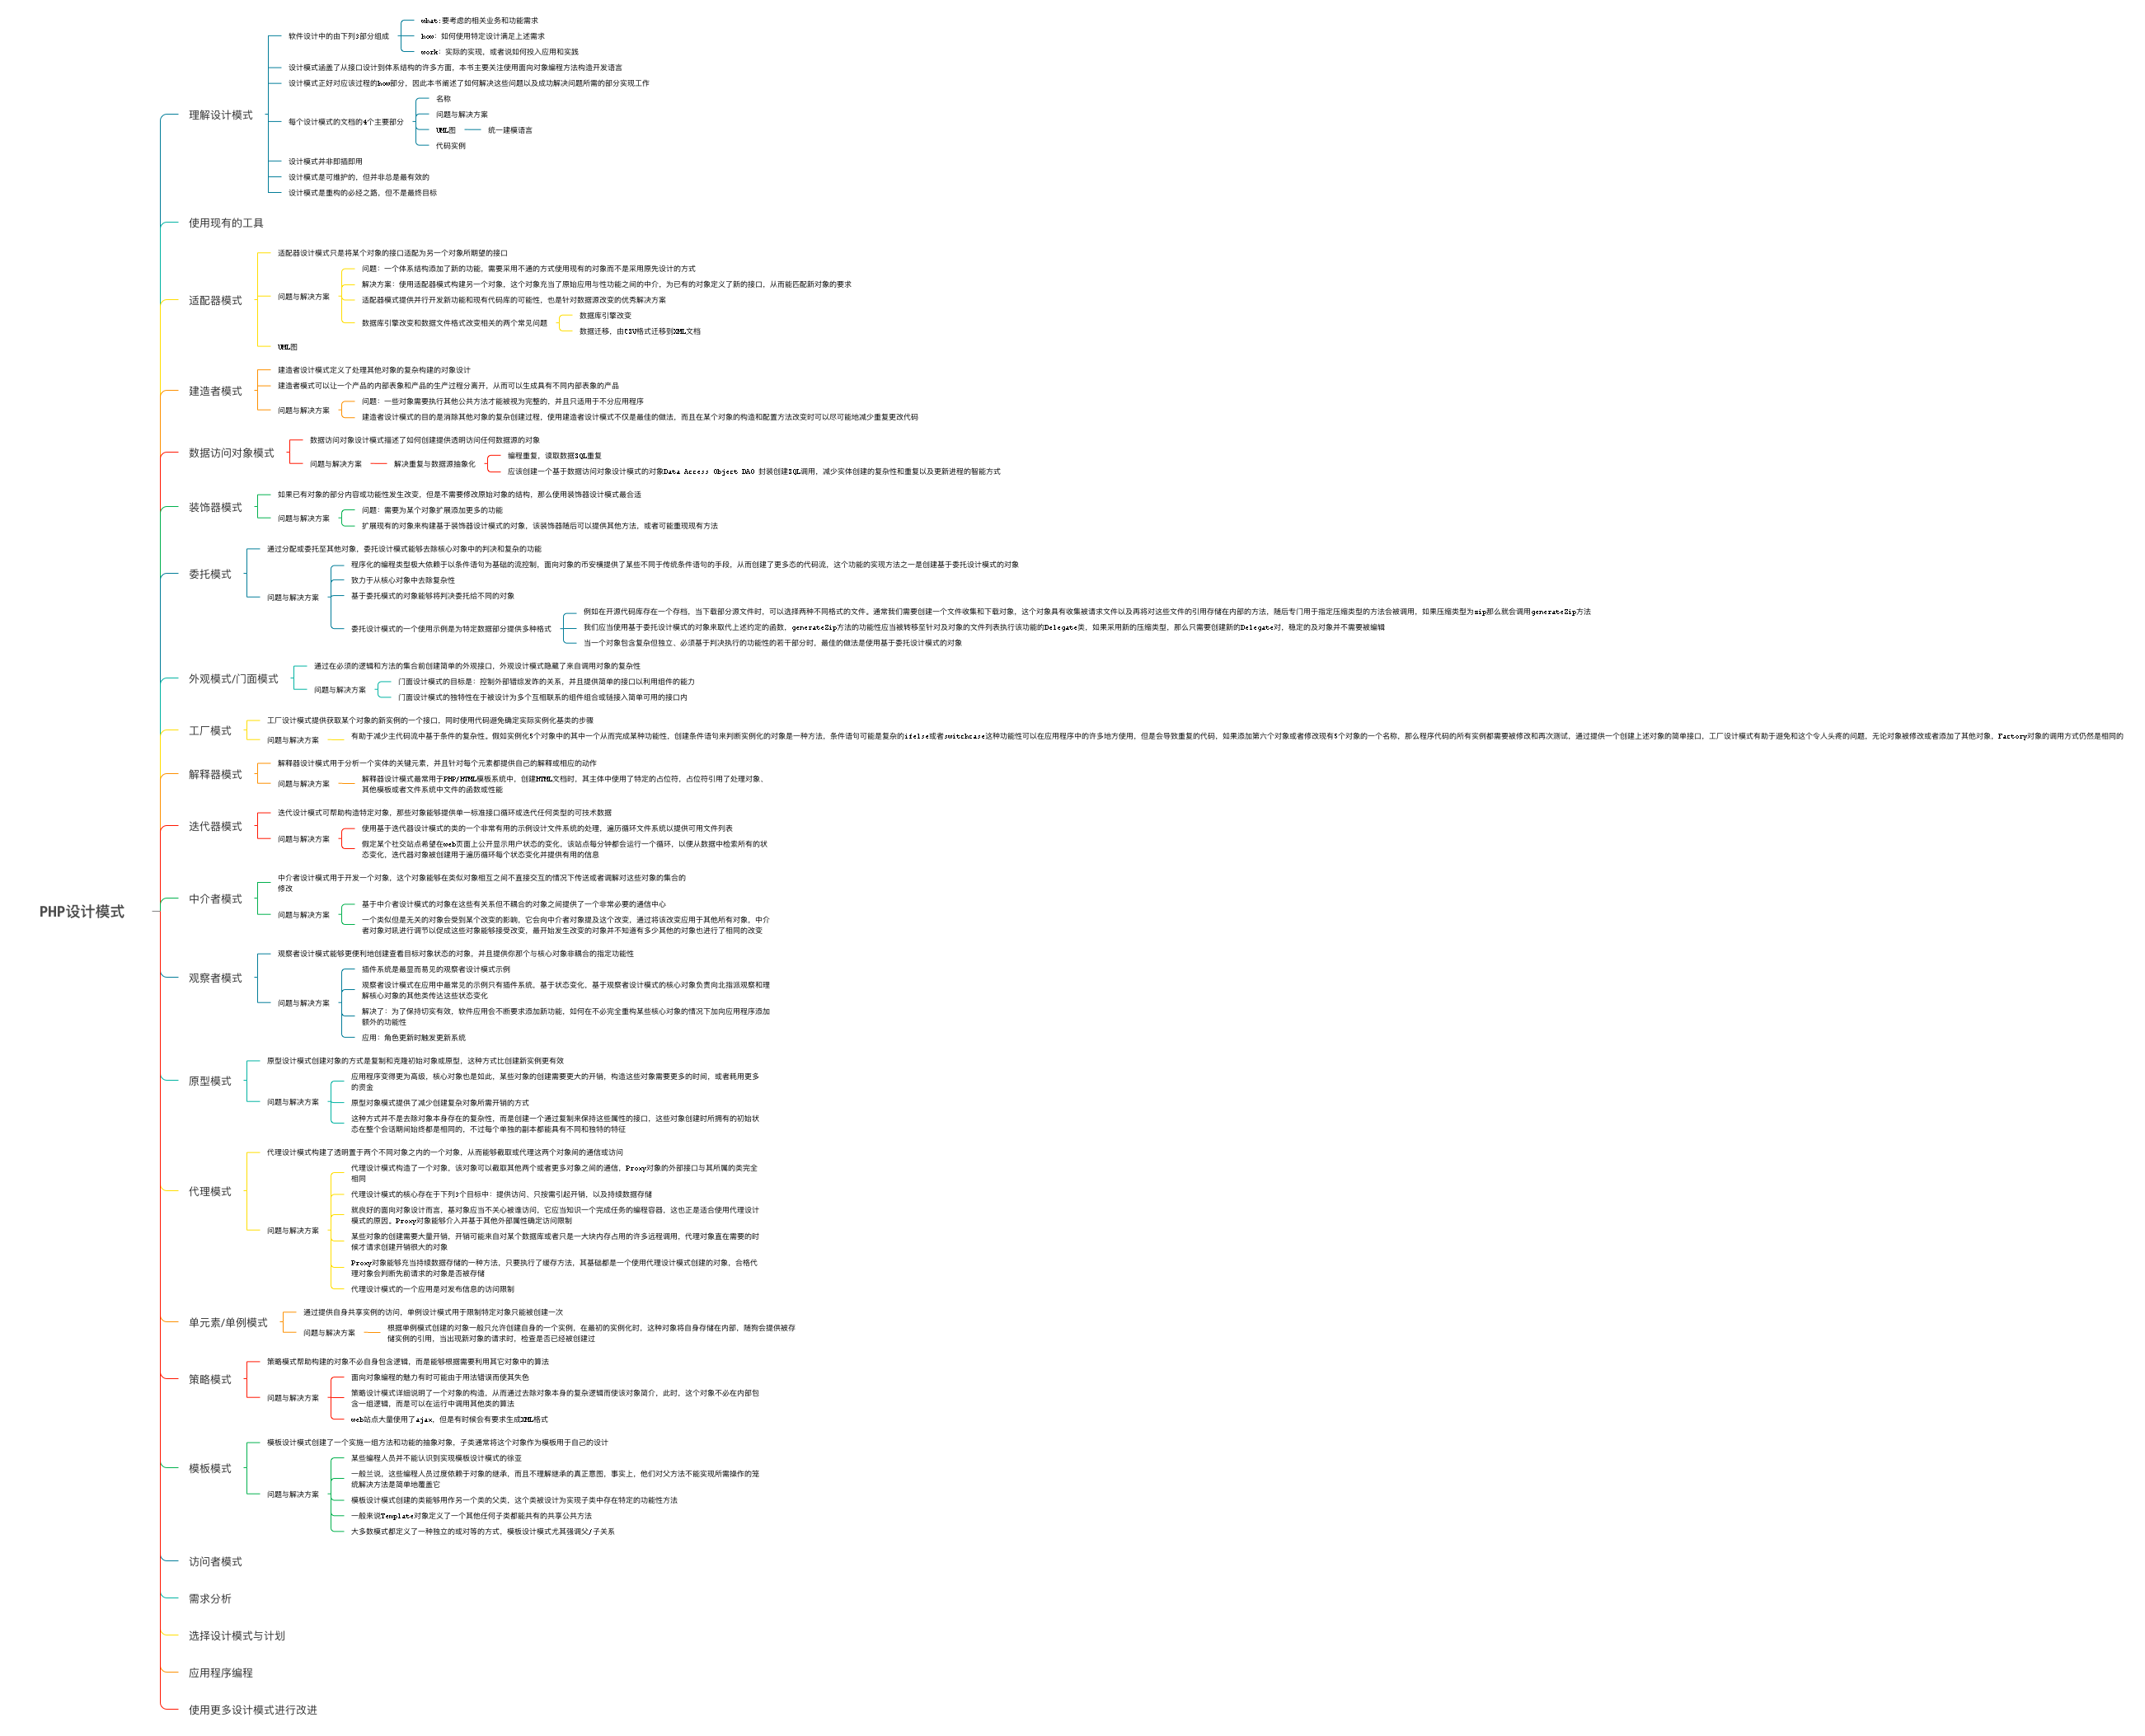 PHP设计模式
理解设计模式
软件设计中的由下列3部分组成
what:要考虑的相关业务和功能需求
how: 如何使用特定设计满足上述需求
work: 实际的实现，或者说如何投入应用和实践
设计模式涵盖了从接口设计到体系结构的许多方面，本书主要关注使用面向对象编程方法构造开发语言
设计模式正好对应该过程的how部分，因此本书阐述了如何解决这些问题以及成功解决问题所需的部分实现工作
每个设计模式的文档的4个主要部分
名称
问题与解决方案
UML图
统一建模语言
代码实例
设计模式并非即插即用
设计模式是可维护的，但并非总是最有效的
设计模式是重构的必经之路，但不是最终目标
使用现有的工具
适配器模式
适配器设计模式只是将某个对象的接口适配为另一个对象所期望的接口
问题与解决方案
问题：一个体系结构添加了新的功能，需要采用不通的方式使用现有的对象而不是采用原先设计的方式
解决方案：使用适配器模式构建另一个对象，这个对象充当了原始应用与性功能之间的中介，为已有的对象定义了新的接口，从而能匹配新对象的要求
适配器模式提供并行开发新功能和现有代码库的可能性，也是针对数据源改变的优秀解决方案
数据库引擎改变和数据文件格式改变相关的两个常见问题
数据库引擎改变
数据迁移，由CSV格式迁移到XML文档
UML图
建造者模式
建造者设计模式定义了处理其他对象的复杂构建的对象设计
建造者模式可以让一个产品的内部表象和产品的生产过程分离开，从而可以生成具有不同内部表象的产品
问题与解决方案
问题：一些对象需要执行其他公共方法才能被视为完整的，并且只适用于不分应用程序
建造者设计模式的目的是消除其他对象的复杂创建过程，使用建造者设计模式不仅是最佳的做法，而且在某个对象的构造和配置方法改变时可以尽可能地减少重复更改代码
数据访问对象模式
数据访问对象设计模式描述了如何创建提供透明访问任何数据源的对象
问题与解决方案
解决重复与数据源抽象化
编程重复，读取数据SQL重复
应该创建一个基于数据访问对象设计模式的对象Data Access Object DAO 封装创建SQL调用，减少实体创建的复杂性和重复以及更新进程的智能方式
装饰器模式
如果已有对象的部分内容或功能性发生改变，但是不需要修改原始对象的结构，那么使用装饰器设计模式最合适
问题与解决方案
问题：需要为某个对象扩展添加更多的功能
扩展现有的对象来构建基于装饰器设计模式的对象，该装饰器随后可以提供其他方法，或者可能重现现有方法
委托模式
通过分配或委托至其他对象，委托设计模式能够去除核心对象中的判决和复杂的功能
问题与解决方案
程序化的编程类型极大依赖于以条件语句为基础的流控制，面向对象的币安横提供了某些不同于传统条件语句的手段，从而创建了更多态的代码流，这个功能的实现方法之一是创建基于委托设计模式的对象
致力于从核心对象中去除复杂性
基于委托模式的对象能够将判决委托给不同的对象
委托设计模式的一个使用示例是为特定数据部分提供多种格式
例如在开源代码库存在一个存档，当下载部分源文件时，可以选择两种不同格式的文件。通常我们需要创建一个文件收集和下载对象，这个对象具有收集被请求文件以及再将对这些文件的引用存储在内部的方法，随后专门用于指定压缩类型的方法会被调用，如果压缩类型为zip那么就会调用generateZip方法
我们应当使用基于委托设计模式的对象来取代上述约定的函数，generateZip方法的功能性应当被转移至针对及对象的文件列表执行该功能的Delegate类，如果采用新的压缩类型，那么只需要创建新的Delegate对，稳定的及对象并不需要被编辑
当一个对象包含复杂但独立、必须基于判决执行的功能性的若干部分时，最佳的做法是使用基于委托设计模式的对象
外观模式/门面模式
通过在必须的逻辑和方法的集合前创建简单的外观接口，外观设计模式隐藏了来自调用对象的复杂性
问题与解决方案
门面设计模式的目标是：控制外部错综发咋的关系，并且提供简单的接口以利用组件的能力
门面设计模式的独特性在于被设计为多个互相联系的组件组合或链接入简单可用的接口内
工厂模式
工厂设计模式提供获取某个对象的新实例的一个接口，同时使用代码避免确定实际实例化基类的步骤
问题与解决方案
有助于减少主代码流中基于条件的复杂性。假如实例化5个对象中的其中一个从而完成某种功能性，创建条件语句来判断实例化的对象是一种方法，条件语句可能是复杂的ifelse或者switchcase这种功能性可以在应用程序中的许多地方使用，但是会导致重复的代码，如果添加第六个对象或者修改现有5个对象的一个名称，那么程序代码的所有实例都需要被修改和再次测试，通过提供一个创建上述对象的简单接口，工厂设计模式有助于避免和这个令人头疼的问题，无论对象被修改或者添加了其他对象，Factory对象的调用方式仍然是相同的
解释器模式
解释器设计模式用于分析一个实体的关键元素，并且针对每个元素都提供自己的解释或相应的动作
问题与解决方案
解释器设计模式最常用于PHP/HTML模板系统中，创建HTML文档时，其主体中使用了特定的占位符，占位符引用了处理对象、
其他模板或者文件系统中文件的函数或性能
迭代器模式
迭代设计模式可帮助构造特定对象，那些对象能够提供单一标准接口循环或迭代任何类型的可技术数据
问题与解决方案
使用基于迭代器设计模式的类的一个非常有用的示例设计文件系统的处理，遍历循环文件系统以提供可用文件列表
假定某个社交站点希望在web页面上公开显示用户状态的变化，该站点每分钟都会运行一个循环，以便从数据中检索所有的状
态变化，迭代器对象被创建用于遍历循环每个状态变化并提供有用的信息
中介者模式
中介者设计模式用于开发一个对象，这个对象能够在类似对象相互之间不直接交互的情况下传送或者调解对这些对象的集合的
修改
问题与解决方案
基于中介者设计模式的对象在这些有关系但不耦合的对象之间提供了一个非常必要的通信中心
一个类似但是无关的对象会受到某个改变的影响，它会向中介者对象提及这个改变，通过将该改变应用于其他所有对象，中介
者对象对吼进行调节以促成这些对象能够接受改变，最开始发生改变的对象并不知道有多少其他的对象也进行了相同的改变
观察者模式
观察者设计模式能够更便利地创建查看目标对象状态的对象，并且提供你那个与核心对象非耦合的指定功能性
问题与解决方案
插件系统是最显而易见的观察者设计模式示例
观察者设计模式在应用中最常见的示例只有插件系统，基于状态变化，基于观察者设计模式的核心对象负责向北指派观察和理
解核心对象的其他类传达这些状态变化
解决了：为了保持切实有效，软件应用会不断要求添加新功能，如何在不必完全重构某些核心对象的情况下加向应用程序添加
额外的功能性
应用：角色更新时触发更新系统
原型模式
原型设计模式创建对象的方式是复制和克隆初始对象或原型，这种方式比创建新实例更有效
问题与解决方案
应用程序变得更为高级，核心对象也是如此，某些对象的创建需要更大的开销，构造这些对象需要更多的时间，或者耗用更多
的资金
原型对象模式提供了减少创建复杂对象所需开销的方式
这种方式并不是去除对象本身存在的复杂性，而是创建一个通过复制来保持这些属性的接口，这些对象创建时所拥有的初始状
态在整个会话期间始终都是相同的，不过每个单独的副本都能具有不同和独特的特征
代理模式
代理设计模式构建了透明置于两个不同对象之内的一个对象，从而能够截取或代理这两个对象间的通信或访问
问题与解决方案
代理设计模式构造了一个对象，该对象可以截取其他两个或者更多对象之间的通信，Proxy对象的外部接口与其所属的类完全
相同
代理设计模式的核心存在于下列3个目标中：提供访问、只按需引起开销，以及持续数据存储
就良好的面向对象设计而言，基对象应当不关心被谁访问，它应当知识一个完成任务的编程容器，这也正是适合使用代理设计
模式的原因。Proxy对象能够介入并基于其他外部属性确定访问限制
某些对象的创建需要大量开销，开销可能来自对某个数据库或者只是一大块内存占用的许多远程调用，代理对象直在需要的时
候才请求创建开销很大的对象
Proxy对象能够充当持续数据存储的一种方法，只要执行了缓存方法，其基础都是一个使用代理设计模式创建的对象，合格代
理对象会判断先前请求的对象是否被存储
代理设计模式的一个应用是对发布信息的访问限制
单元素/单例模式
通过提供自身共享实例的访问，单例设计模式用于限制特定对象只能被创建一次
问题与解决方案
根据单例模式创建的对象一般只允许创建自身的一个实例，在最初的实例化时，这种对象将自身存储在内部，随狗会提供被存
储实例的引用，当出现新对象的请求时，检查是否已经被创建过
策略模式
策略模式帮助构建的对象不必自身包含逻辑，而是能够根据需要利用其它对象中的算法
问题与解决方案
面向对象编程的魅力有时可能由于用法错误而使其失色
策略设计模式详细说明了一个对象的构造，从而通过去除对象本身的复杂逻辑而使该对象简介，此时，这个对象不必在内部包
含一组逻辑，而是可以在运行中调用其他类的算法
web站点大量使用了ajax，但是有时候会有要求生成XML格式
模板模式
模板设计模式创建了一个实施一组方法和功能的抽象对象，子类通常将这个对象作为模板用于自己的设计
问题与解决方案
某些编程人员并不能认识到实现模板设计模式的徐亚
一般兰说，这些编程人员过度依赖于对象的继承，而且不理解继承的真正意图，事实上，他们对父方法不能实现所需操作的笼
统解决方法是简单地覆盖它
模板设计模式创建的类能够用作另一个类的父类，这个类被设计为实现子类中存在特定的功能性方法
一般来说Template对象定义了一个其他任何子类都能共有的共享公共方法
大多数模式都定义了一种独立的或对等的方式，模板设计模式尤其强调父/子关系
访问者模式
需求分析
选择设计模式与计划
应用程序编程
使用更多设计模式进行改进